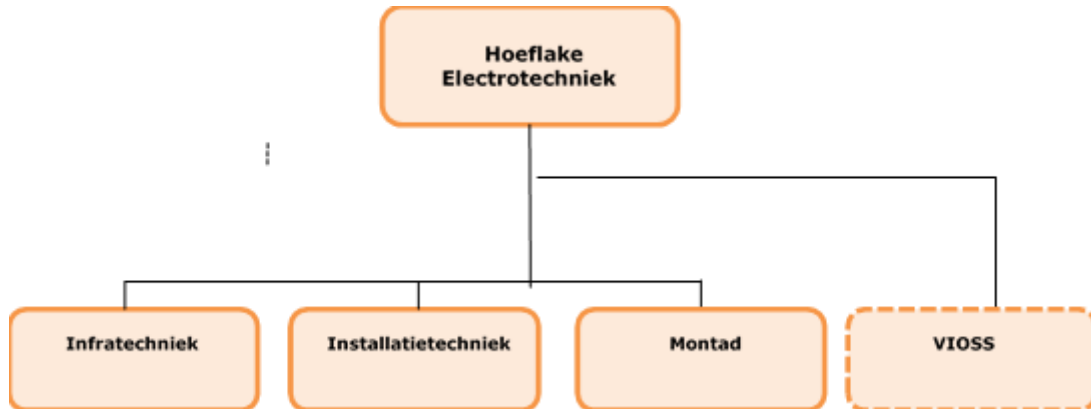 Hoeflake
Electrotechniek
Infratechniek
Installatietechniek
Montad
VIOSS